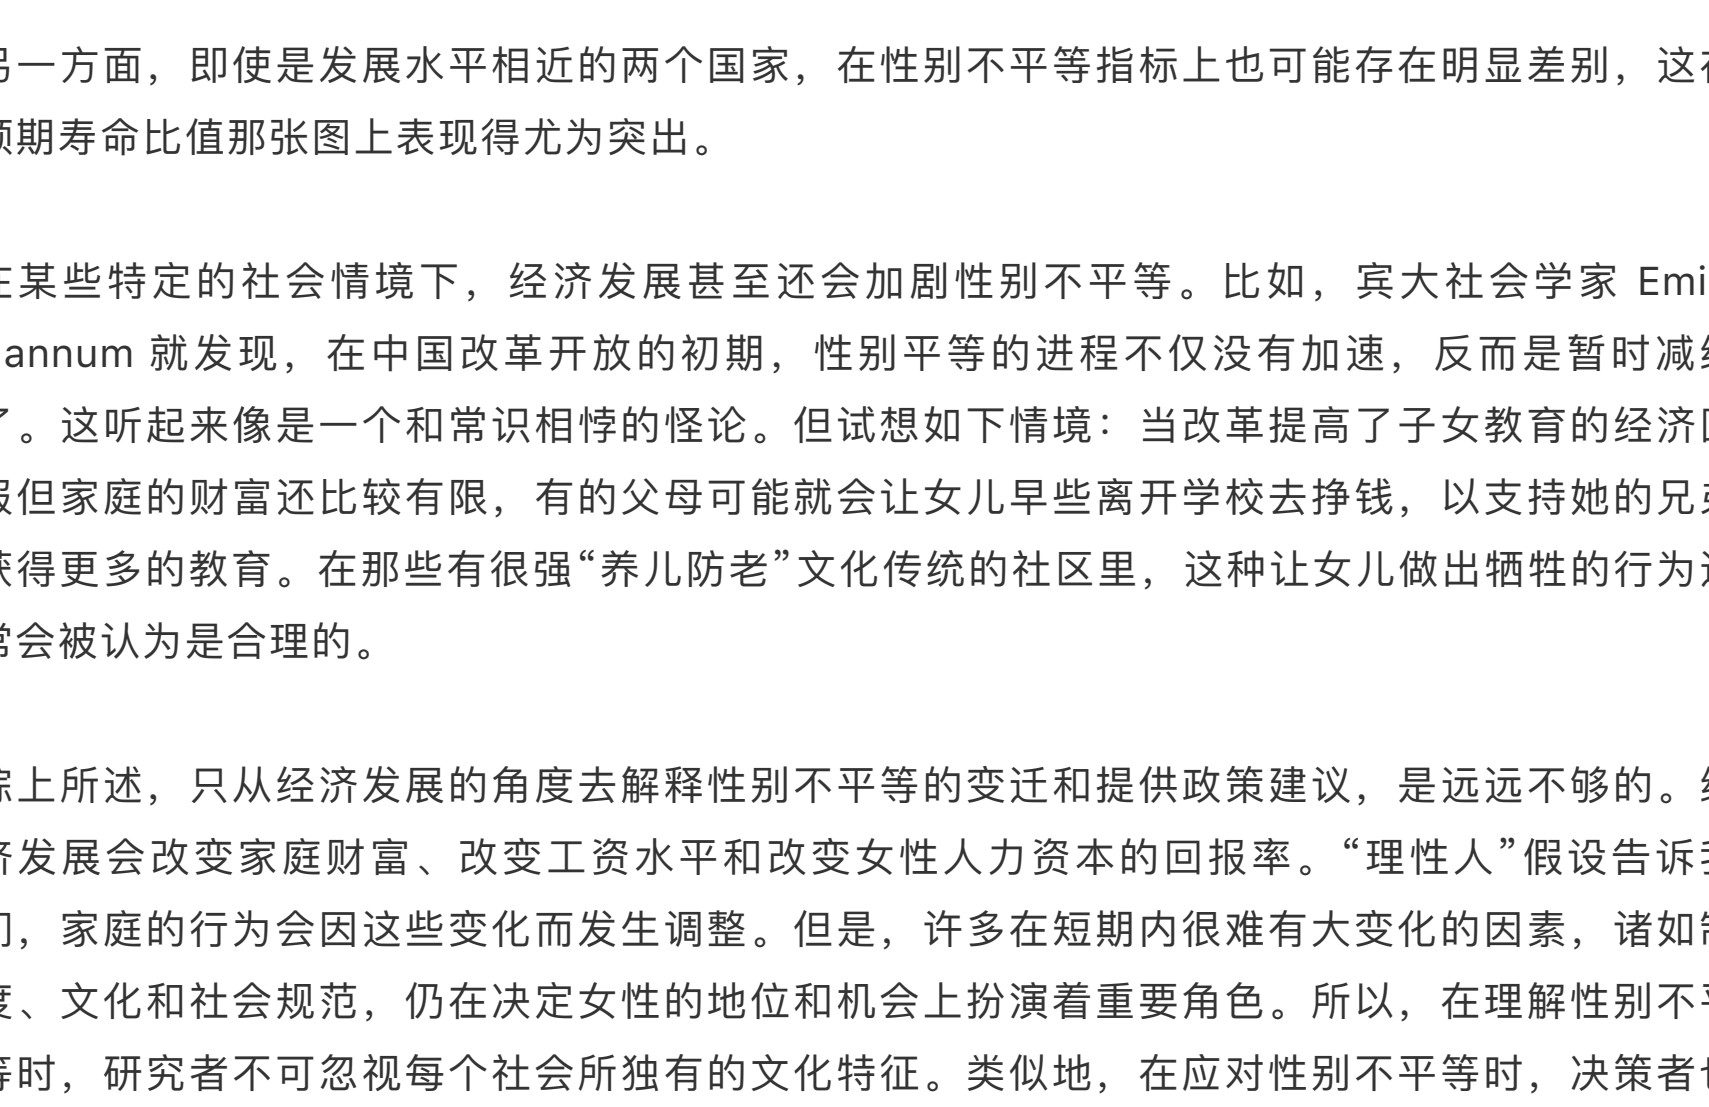 另一方面，即使是发展水平相近的两个国家，在性别不平等指标上也可能存在明显差别，这在
预期寿命比值那张图上表现得尤为突出。
在某些特定的社会情境下，经济发展甚至还会加剧性别不平等。比如，宾大社会学家 Emi
annum 就发现，在中国改革开放的初期，性别平等的进程不仅没有加速，反而是暂时减缓
了。这听起来像是一个和常识相悖的怪论。但试想如下情境：当改革提高了子女教育的经济回
报但家庭的财富还比较有限，有的父母可能就会让女儿早些离开学校去挣钱，以支持她的兄弟
获得更多的教育。在那些有很强“养儿防老”文化传统的社区里，这种让女儿做出牺牲的行为通
常会被认为是合理的。
综上所述，只从经济发展的角度去解释性别不平等的变迁和提供政策建议，是远远不够的。经
济发展会改变家庭财富、改变工资水平和改变女性人力资本的回报率。“理性人”假设告诉我
们，家庭的行为会因这些变化而发生调整。但是，许多在短期内很难有大变化的因素，诸如制
度、文化和社会规范，仍在决定女性的地位和机会上扮演着重要角色。所以，在理解性别不平
等时，研究者不可忽视每个社会所独有的文化特征。类似地，在应对性别不平等时，决策者也